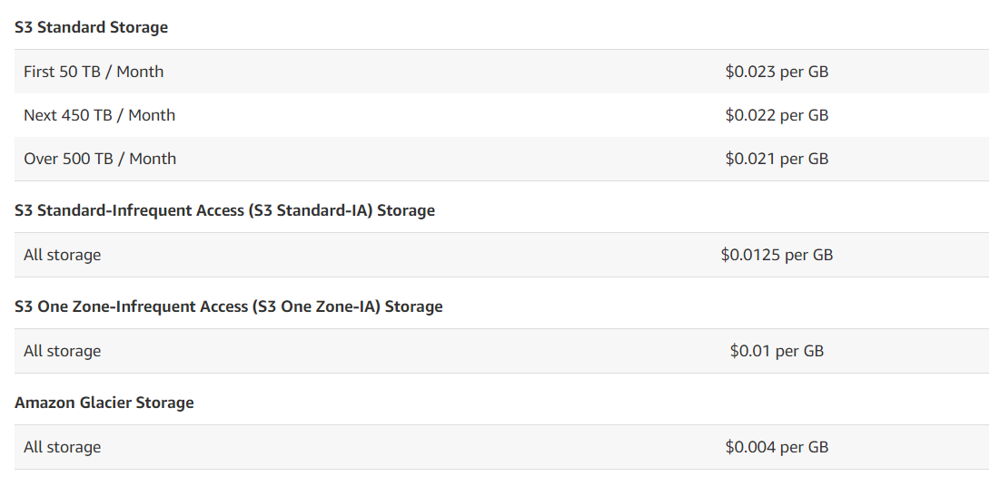 S3 Standard Storage
First 50 TB / Month $0.023 per GB
Next 450 TB / Month $0.022 per GB
Over 500 TB / Month $0.021 per GB
S3 Standard-Infrequent Access (S3 Standard-IA) Storage
All storage $0.0125 per GB
S3 One Zone-Infrequent Access (S3 One Zone-IA) Storage
All storage $0.01 per GB
Amazon Glacier Storage
All storage $0.004 per GB